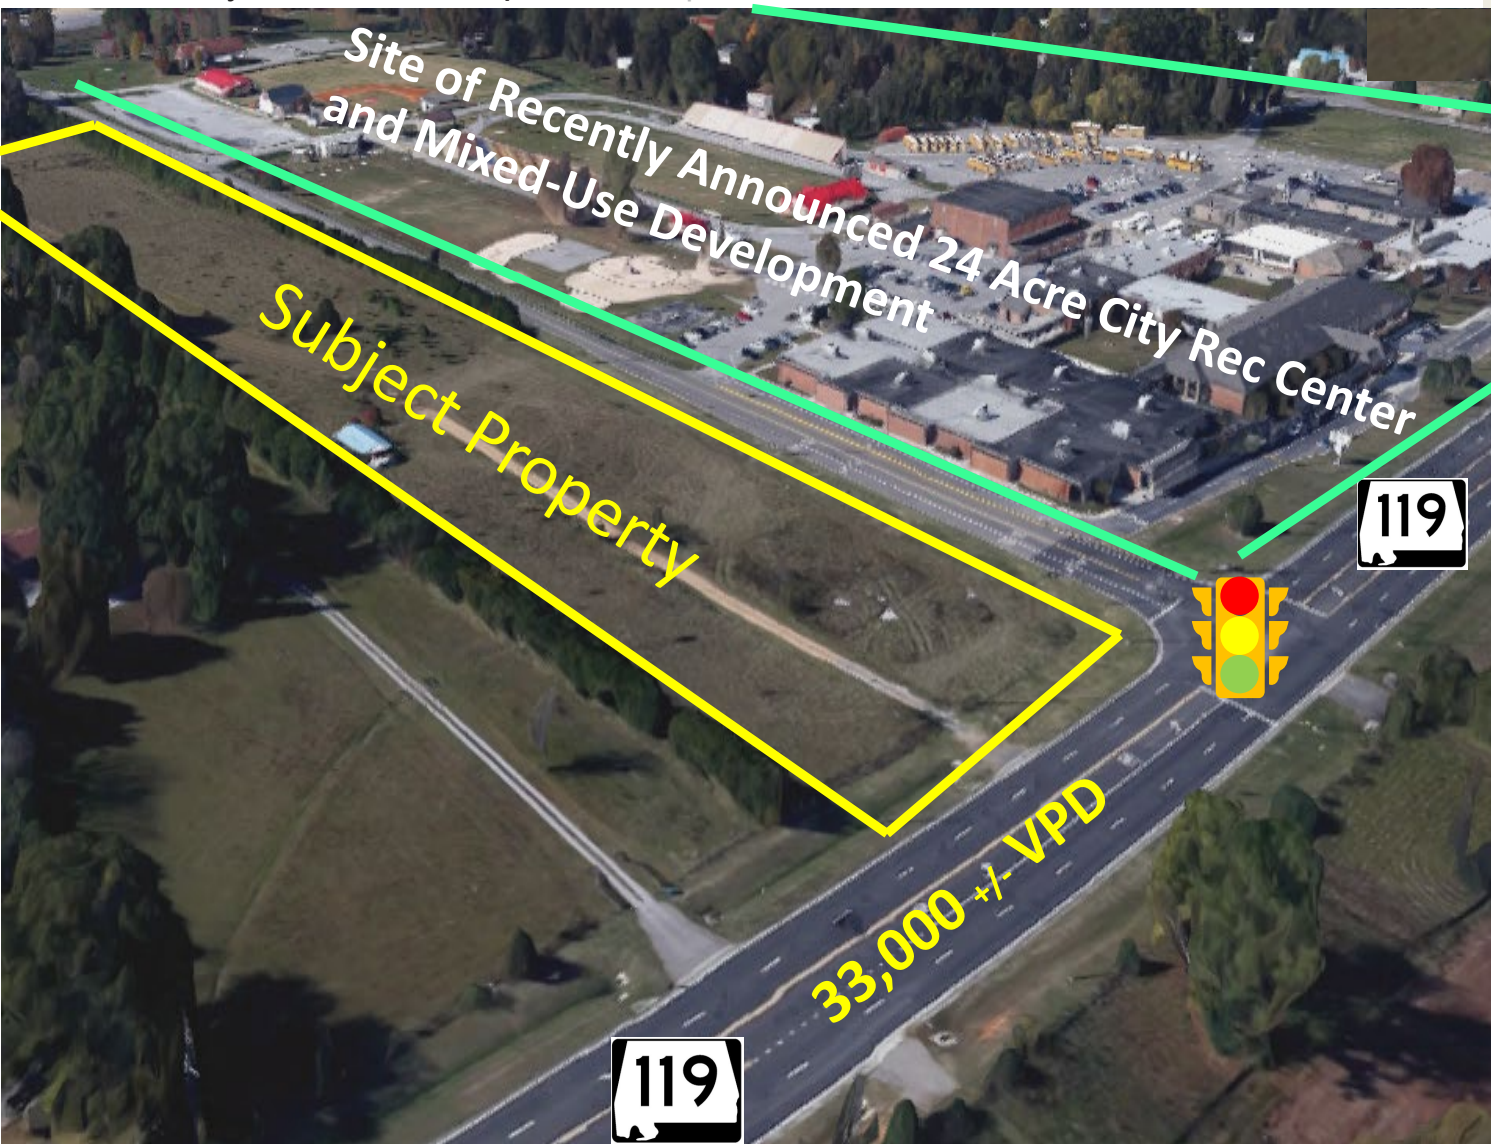 Site of Recently Announced 24 Acre City Rec Center
and Mixed-Use Development
Subject Property
119
33,000 +/- VPD
119